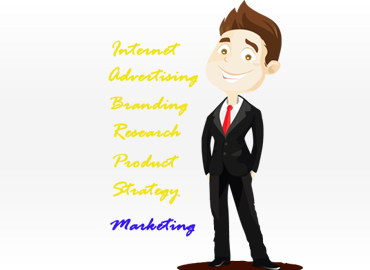 Internet
Advertising
Branding
Research
Product
Strategy
Marketing